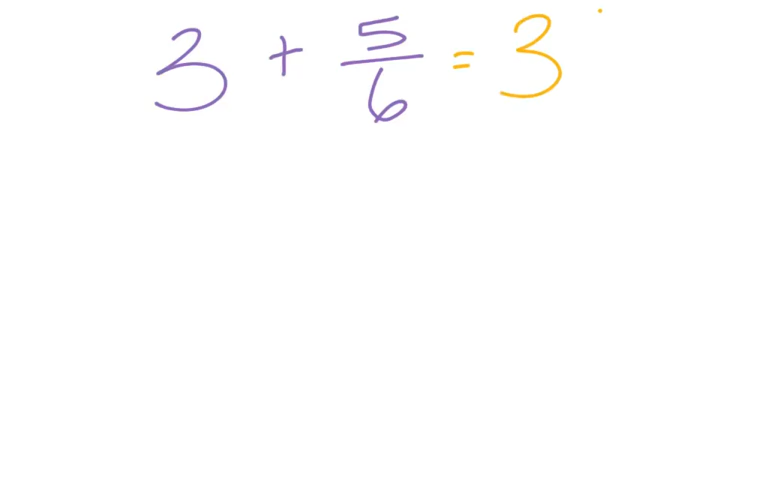 3 + 5/6 = 3